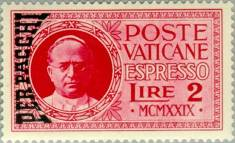 PER PACCHI
POSTE
VATICANE
ESPRESSO
LIRE 2
MCMXXIX